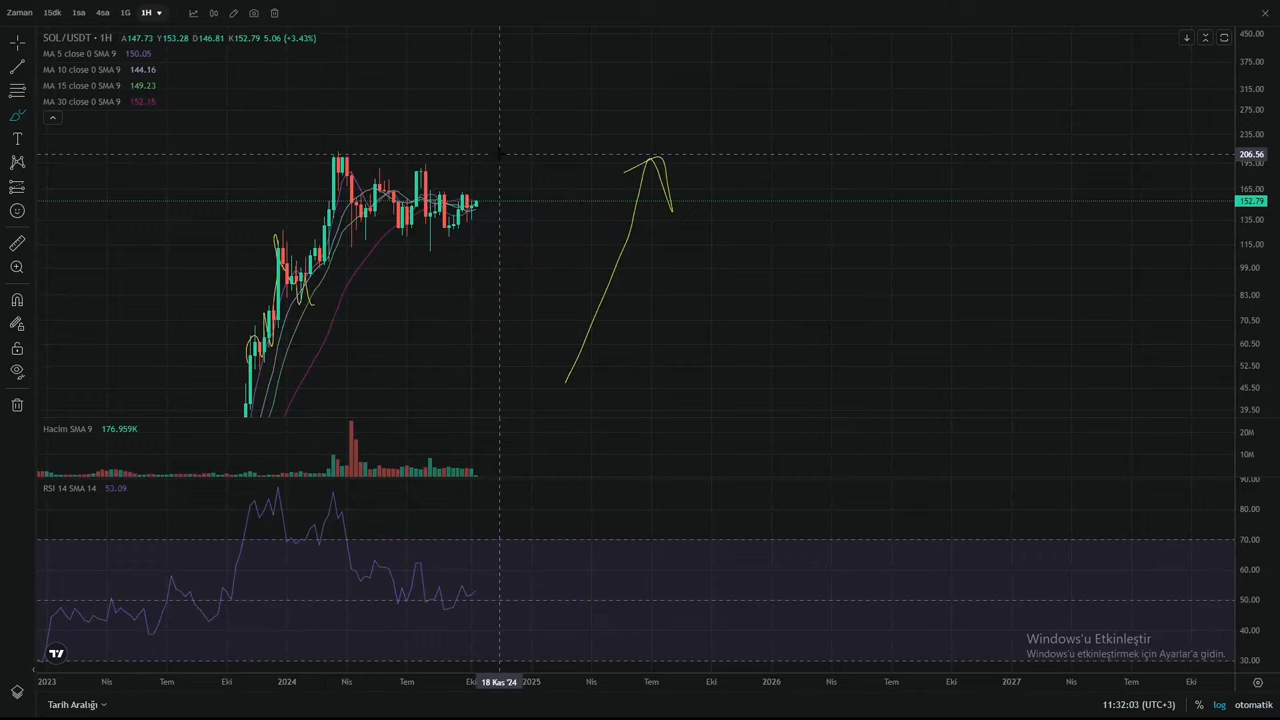 Zaman 15dk 1sa 4sa 1G 1H
SOL/USDT • 1H A147.73 Y153.28 D146.81 K152.79 5.06 (+3.43%)
MA 5 close 0 SMA 9 150.05
MA 10 close 0 SMA 9 144.16
MA 15 close 0 SMA 9 149.23
MA 30 close 0 SMA 9 152.15
450.00
375.00
315.00
275.00
235.00
206.56
195.00
165.00
152.79
135.00
115.00
99.00
83.00
70.50
60.50
52.50
45.50
39.50
Hacim SMA 9 176.959K
20M
10M
RSI 14 SMA 14 53.09
90.00
80.00
70.00
60.00
50.00
40.00
30.00
Windows'u Etkinleştir
Windows'u etkinleştirmek için Ayarlar'a gidin.
2023 Nis Tem Eki 2024 Nis Tem Eki 18 Kas '24 2025 Nis Tem Eki 2026 Nis Tem Eki 2027 Nis Tem Eki
Tarih Aralığı 11:32:03 (UTC+3) % log otomatik